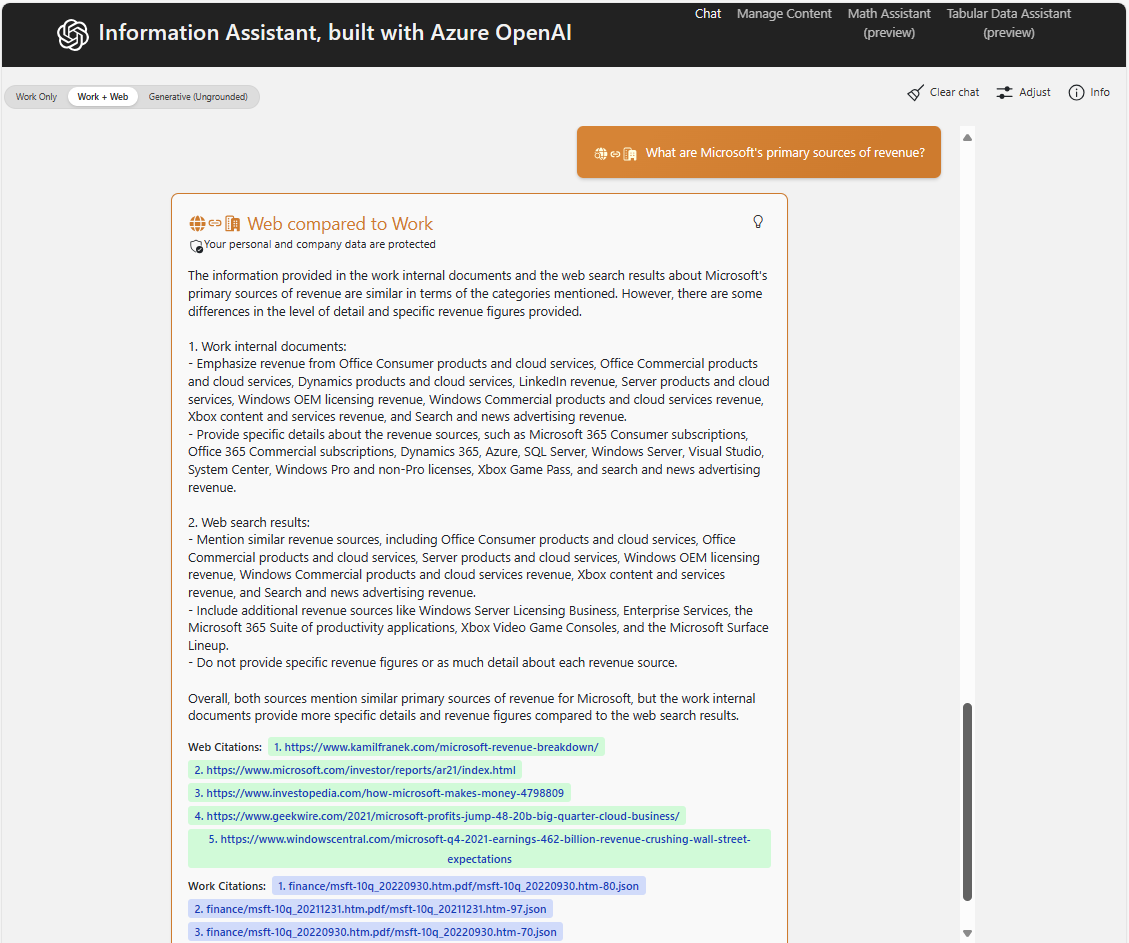 Information Assistant, built with Azure OpenAI
Chat
Manage Content
Math Assistant
(preview)
Tabular Data Assistant
(preview)
Work Only
Work + Web
Generative (Ungrounded)
Clear chat
Adjust
Info
What are Microsoft's primary sources of revenue?
Web compared to Work
Your personal and company data are protected
The information provided in the work internal documents and the web search results about Microsoft's
primary sources of revenue are similar in terms of the categories mentioned. However, there are some
differences in the level of detail and specific revenue figures provided.
1. Work internal documents:
- Emphasize revenue from Office Consumer products and cloud services, Office Commercial products
and cloud services, Dynamics products and cloud services, LinkedIn revenue, Server products and cloud
services, Windows OEM licensing revenue, Windows Commercial products and cloud services revenue,
Xbox content and services revenue, and Search and news advertising revenue.
- Provide specific details about the revenue sources, such as Microsoft 365 Consumer subscriptions,
Office 365 Commercial subscriptions, Dynamics 365, Azure, SQL Server, Windows Server, Visual Studio,
System Center, Windows Pro and non-Pro licenses, Xbox Game Pass, and search and news advertising
revenue.
2. Web search results:
- Mention similar revenue sources, including Office Consumer products and cloud services, Office
Commercial products and cloud services, Server products and cloud services, Windows OEM licensing
revenue, Windows Commercial products and cloud services revenue, Xbox content and services
revenue, and Search and news advertising revenue.
- Include additional revenue sources like Windows Server Licensing Business, Enterprise Services, the
Microsoft 365 Suite of productivity applications, Xbox Video Game Consoles, and the Microsoft Surface
Lineup.
- Do not provide specific revenue figures or as much detail about each revenue source.
Overall, both sources mention similar primary sources of revenue for Microsoft, but the work internal
documents provide more specific details and revenue figures compared to the web search results.
Web Citations: 1. https://www.kamilfranek.com/microsoft-revenue-breakdown/
2. https://www.microsoft.com/investor/reports/ar21/index.html
3. https://www.investopedia.com/how-microsoft-makes-money-4798809
4. https://www.geekwire.com/2021/microsoft-profits-jump-48-20b-big-quarter-cloud-business/
5. https://www.windowscentral.com/microsoft-q4-2021-earnings-462-billion-revenue-crushing-wall-street-
expectations
Work Citations: 1. finance/msft-10q_20220930.htm.pdf/msft-10q_20220930.htm-80.json
2. finance/msft-10q_20211231.htm.pdf/msft-10q_20211231.htm-97.json
3. finance/msft-10q_20220930.htm.pdf/msft-10q_20220930.htm-70.json